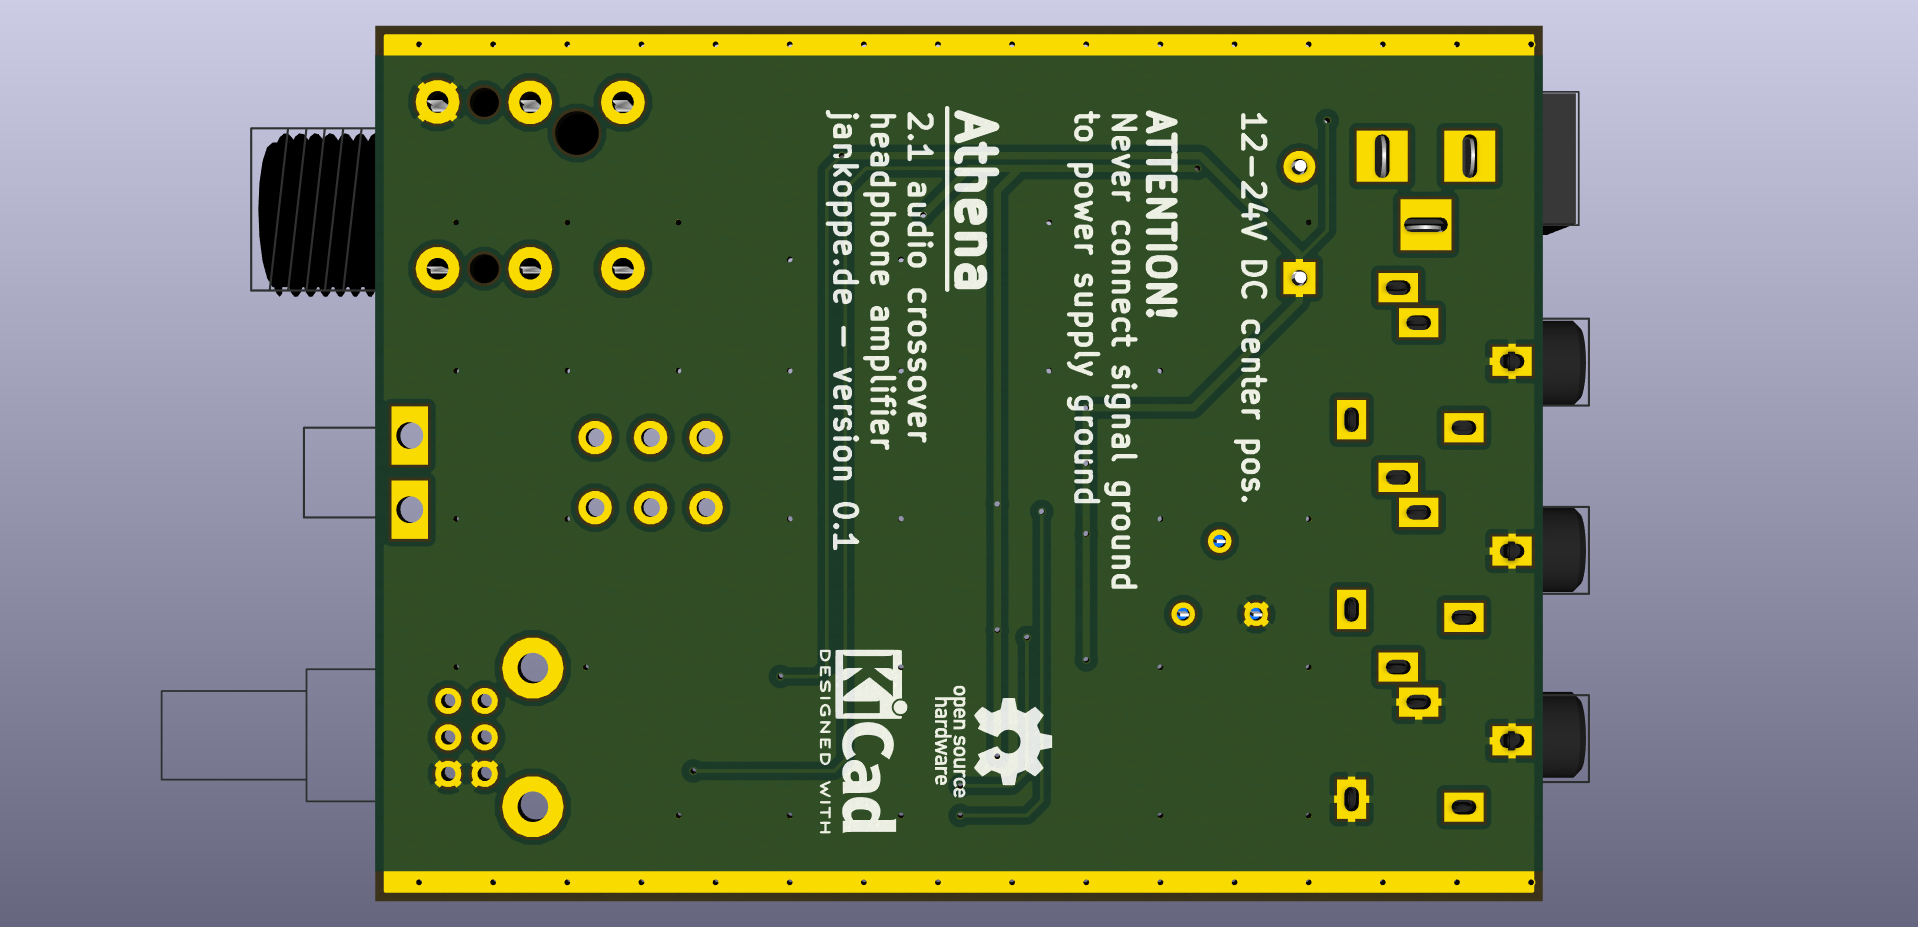 12-24V DC center pos.
ATTENTION!
Never connect signal ground
to power supply ground
Athena
2.1 audio crossover
headphone amplifier
jankoppe.de - version 0.1
open source
hardware
KiCad
DESIGNED WITH